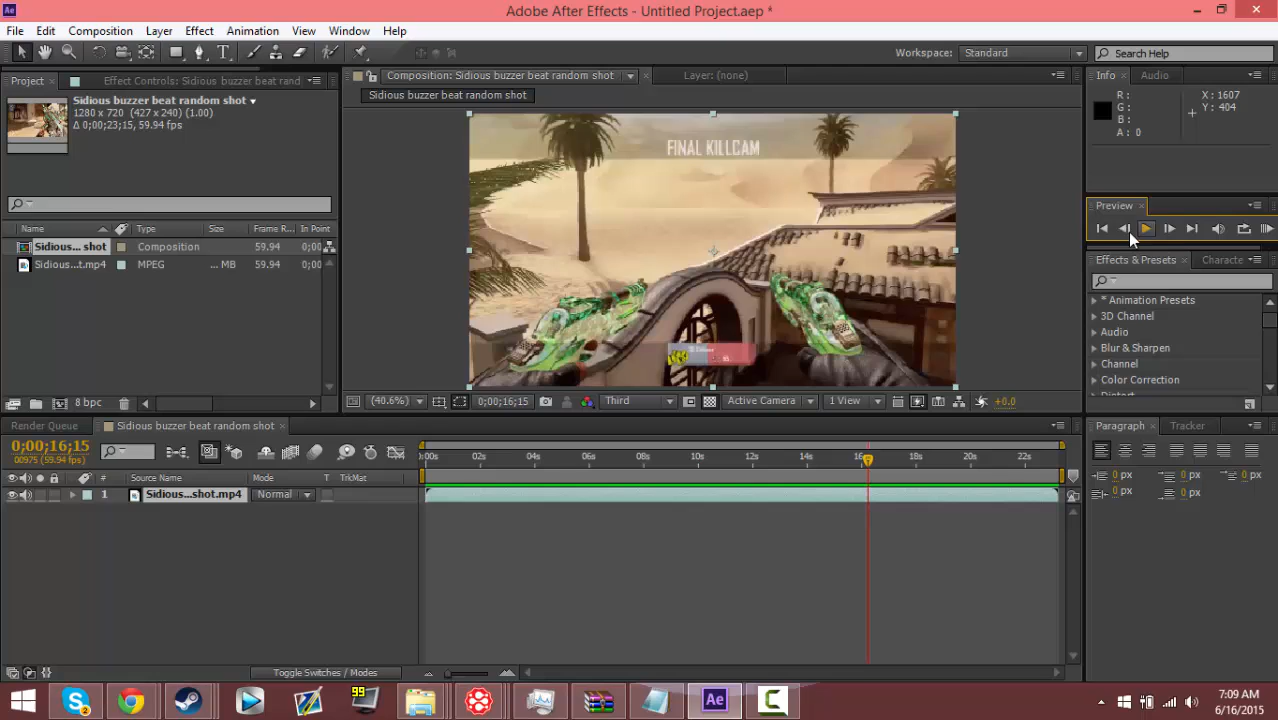 Adobe After Effects - Untitled Project.aep *
File Edit Composition Layer Effect Animation View Window Help
Workspace: Standard Search Help
Project Effect Controls: Sidious buzzer beat rand
Composition: Sidious buzzer beat random shot Layer: (none)
Info Audio
Sidious buzzer beat random shot
1280 x 720 (427 x 240) (1.00)
Δ 0;00;23;15, 59.94 fps
Sidious buzzer beat random shot
R :
G :
B :
A : 0
X : 1607
Y : 404
FINAL KILLCAM
Preview
Name Type Size Frame R... In Point
Sidious... shot Composition 59.94 0;00
Sidious...t.mp4 MPEG ... MB 59.94 0;00
Effects & Presets Characte
* Animation Presets
3D Channel
Audio
Blur & Sharpen
Channel
Color Correction
8 bpc
(40.6%) 0;00;16;15 Third Active Camera 1 View +0.0
Render Queue Sidious buzzer beat random shot
Paragraph Tracker
0;00;16;15
00975 (59.94 fps)
:00s 02s 04s 06s 08s 10s 12s 14s 16s 18s 20s 22s
# Source Name Mode T TrkMat
1 Sidious...shot.mp4 Normal
0 px 0 px 0 px
0 px 0 px
Toggle Switches / Modes
7:09 AM
6/16/2015
2
99
Ae